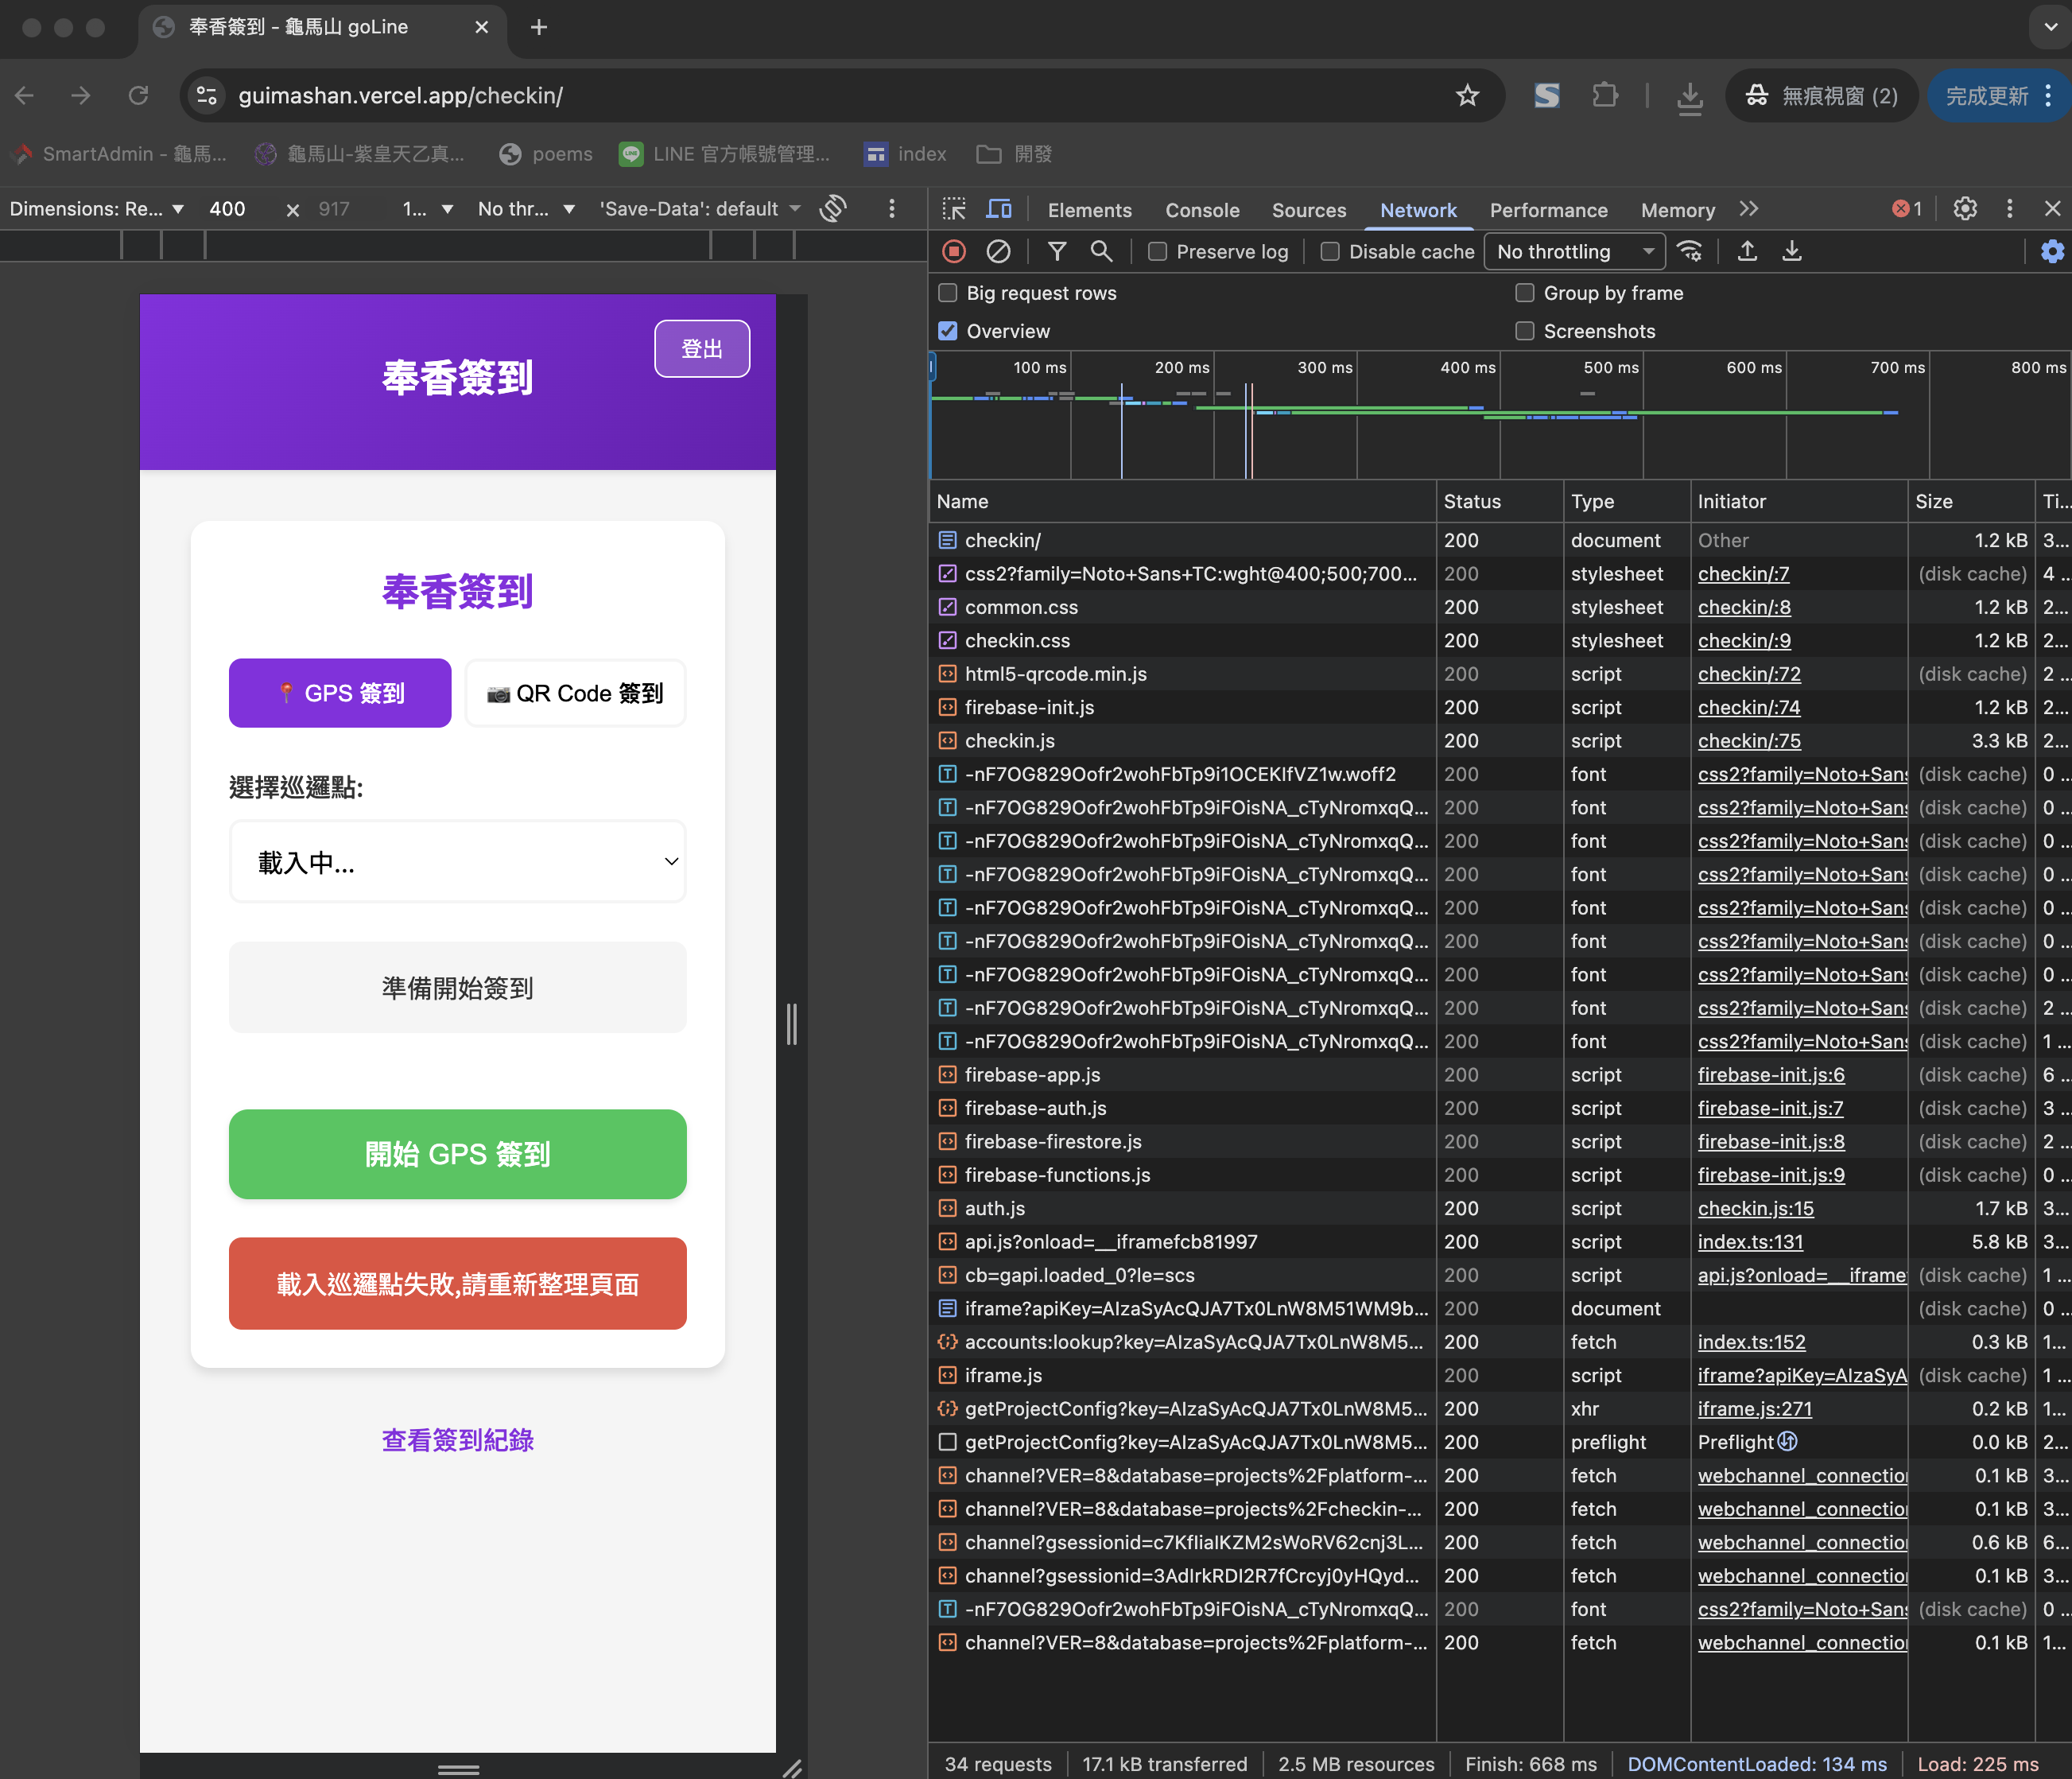 奉香簽到 - 龜馬山 goLine
guimashan.vercel.app/checkin/
無痕視窗 (2)
完成更新
SmartAdmin - 龜馬...
龜馬山-紫皇天乙真...
poems
LINE 官方帳號管理...
index
開發
Dimensions: Re... 400 × 917 1... No thr... 'Save-Data': default
登出
奉香簽到
奉香簽到
📍 GPS 簽到
📷 QR Code 簽到
選擇巡邏點:
載入中...
準備開始簽到
開始 GPS 簽到
載入巡邏點失敗,請重新整理頁面
查看簽到紀錄
Elements Console Sources Network Performance Memory 1
Preserve log Disable cache No throttling
Big request rows Group by frame
Overview Screenshots
100 ms 200 ms 300 ms 400 ms 500 ms 600 ms 700 ms 800 ms
Name Status Type Initiator Size Ti...
checkin/ 200 document Other 1.2 kB 3...
css2?family=Noto+Sans+TC:wght@400;500;700... 200 stylesheet checkin/:7 (disk cache) 4 ...
common.css 200 stylesheet checkin/:8 1.2 kB 2...
checkin.css 200 stylesheet checkin/:9 1.2 kB 2...
html5-qrcode.min.js 200 script checkin/:72 (disk cache) 2 ...
firebase-init.js 200 script checkin/:74 1.2 kB 2...
checkin.js 200 script checkin/:75 3.3 kB 2...
-nF7OG829Oofr2wohFbTp9i1OCEKIfVZ1w.woff2 200 font css2?family=Noto+Sans (disk cache) 0 ...
-nF7OG829Oofr2wohFbTp9iFOisNA_cTyNromxqQ... 200 font css2?family=Noto+Sans (disk cache) 0 ...
-nF7OG829Oofr2wohFbTp9iFOisNA_cTyNromxqQ... 200 font css2?family=Noto+Sans (disk cache) 0 ...
-nF7OG829Oofr2wohFbTp9iFOisNA_cTyNromxqQ... 200 font css2?family=Noto+Sans (disk cache) 0 ...
-nF7OG829Oofr2wohFbTp9iFOisNA_cTyNromxqQ... 200 font css2?family=Noto+Sans (disk cache) 0 ...
-nF7OG829Oofr2wohFbTp9iFOisNA_cTyNromxqQ... 200 font css2?family=Noto+Sans (disk cache) 0 ...
-nF7OG829Oofr2wohFbTp9iFOisNA_cTyNromxqQ... 200 font css2?family=Noto+Sans (disk cache) 0 ...
-nF7OG829Oofr2wohFbTp9iFOisNA_cTyNromxqQ... 200 font css2?family=Noto+Sans (disk cache) 2 ...
-nF7OG829Oofr2wohFbTp9iFOisNA_cTyNromxqQ... 200 font css2?family=Noto+Sans (disk cache) 1 ...
firebase-app.js 200 script firebase-init.js:6 (disk cache) 6 ...
firebase-auth.js 200 script firebase-init.js:7 (disk cache) 3 ...
firebase-firestore.js 200 script firebase-init.js:8 (disk cache) 2 ...
firebase-functions.js 200 script firebase-init.js:9 (disk cache) 0 ...
auth.js 200 script checkin.js:15 1.7 kB 3...
api.js?onload=__iframefcb81997 200 script index.ts:131 5.8 kB 3...
cb=gapi.loaded_0?le=scs 200 script api.js?onload=__iframe (disk cache) 1 ...
iframe?apiKey=AIzaSyAcQJA7Tx0LnW8M51WM9b... 200 document (disk cache) 0 ...
accounts:lookup?key=AIzaSyAcQJA7Tx0LnW8M5... 200 fetch index.ts:152 0.3 kB 1...
iframe.js 200 script iframe?apiKey=AIzaSyA (disk cache) 1 ...
getProjectConfig?key=AIzaSyAcQJA7Tx0LnW8M5... 200 xhr iframe.js:271 0.2 kB 1...
getProjectConfig?key=AIzaSyAcQJA7Tx0LnW8M5... 200 preflight Preflight 0.0 kB 2...
channel?VER=8&database=projects%2Fplatform-... 200 fetch webchannel_connection 0.1 kB 3...
channel?VER=8&database=projects%2Fcheckin-... 200 fetch webchannel_connection 0.1 kB 3...
channel?gsessionid=c7KfliaIKZM2sWoRV62cnj3L... 200 fetch webchannel_connection 0.6 kB 6...
channel?gsessionid=3AdIrkRDI2R7fCrcyj0yHQyd... 200 fetch webchannel_connection 0.1 kB 3...
-nF7OG829Oofr2wohFbTp9iFOisNA_cTyNromxqQ... 200 font css2?family=Noto+Sans (disk cache) 0 ...
channel?VER=8&database=projects%2Fplatform-... 200 fetch webchannel_connection 0.1 kB 1...
34 requests 17.1 kB transferred 2.5 MB resources Finish: 668 ms DOMContentLoaded: 134 ms Load: 225 ms